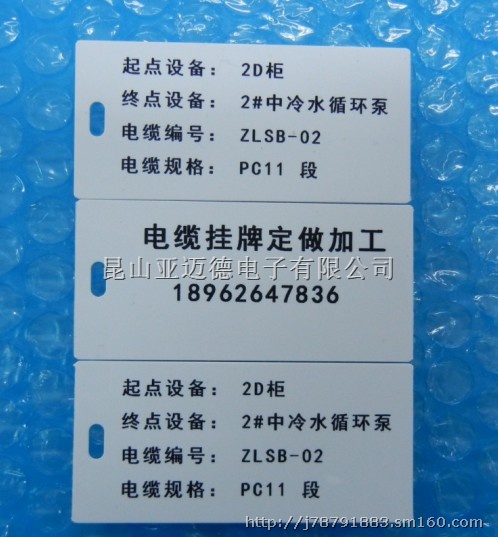 起点设备： 2D柜
终点设备： 2#中冷水循环泵
电缆编号： ZLSB-02
电缆规格： PC11 段
电缆挂牌定做加工
昆山亚迈德电子有限公司
18962647836
起点设备： 2D柜
终点设备： 2#中冷水循环泵
电缆编号： ZLSB-02
电缆规格： PC11 段
http://j78791883.sm160.com/